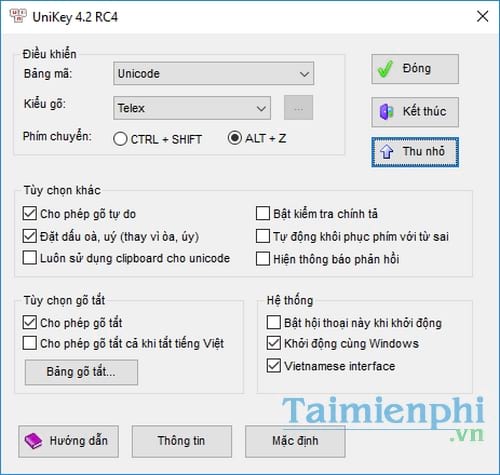 UniKey 4.2 RC4
Điều khiển
Bảng mã:
Unicode
Kiểu gõ:
Telex
...
Phím chuyển:
CTRL + SHIFT
ALT + Z
Đóng
Kết thúc
Thu nhỏ
Tùy chọn khác
Cho phép gõ tự do
Đặt dấu oà, uý (thay vì òa, úy)
Luôn sử dụng clipboard cho unicode
Bật kiểm tra chính tả
Tự động khôi phục phím với từ sai
Hiện thông báo phản hồi
Tùy chọn gõ tắt
Cho phép gõ tắt
Cho phép gõ tắt cả khi tắt tiếng Việt
Bảng gõ tắt...
Hệ thống
Bật hội thoại này khi khởi động
Khởi động cùng Windows
Vietnamese interface
Hướng dẫn
Thông tin
Mặc định
Taimienphi
.vn